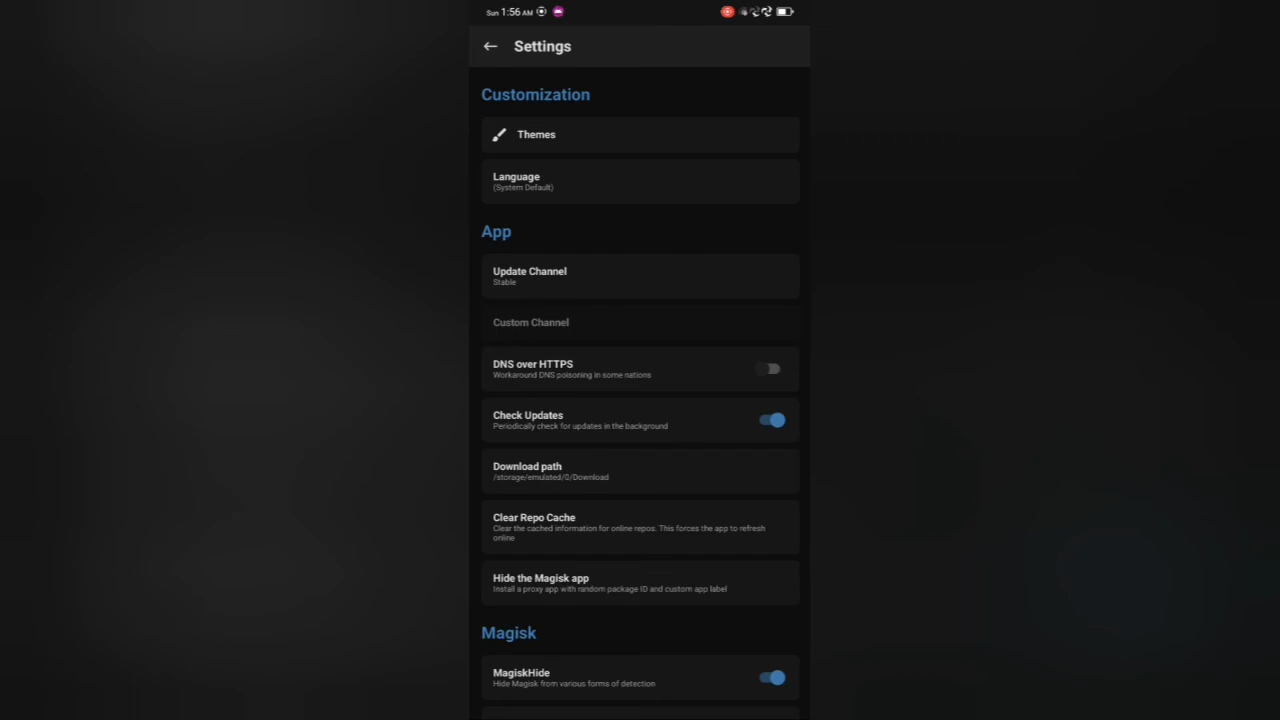 Sun 1:56 AM
Settings
Customization
Themes
Language
(System Default)
App
Update Channel
Stable
Custom Channel
DNS over HTTPS
Workaround DNS poisoning in some nations
Check Updates
Periodically check for updates in the background
Download path
/storage/emulated/0/Download
Clear Repo Cache
Clear the cached information for online repos. This forces the app to refresh
online
Hide the Magisk app
Install a proxy app with random package ID and custom app label
Magisk
MagiskHide
Hide Magisk from various forms of detection